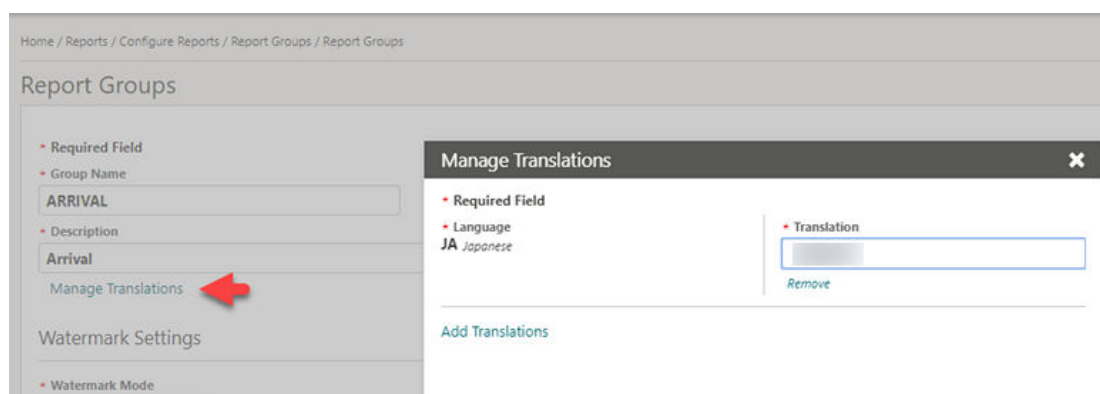 Home / Reports / Configure Reports / Report Groups / Report Groups
Report Groups
* Required Field
* Group Name
ARRIVAL
* Description
Arrival
Manage Translations
Watermark Settings
* Watermark Mode
Manage Translations
* Required Field
* Language
JA Japanese
* Translation
Remove
Add Translations